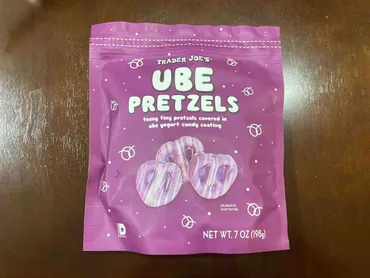 TRADER JOE'S
UBE
PRETZELS
teeny tiny pretzels covered in
ube yogurt candy coating
NET WT. 7 OZ (198g)